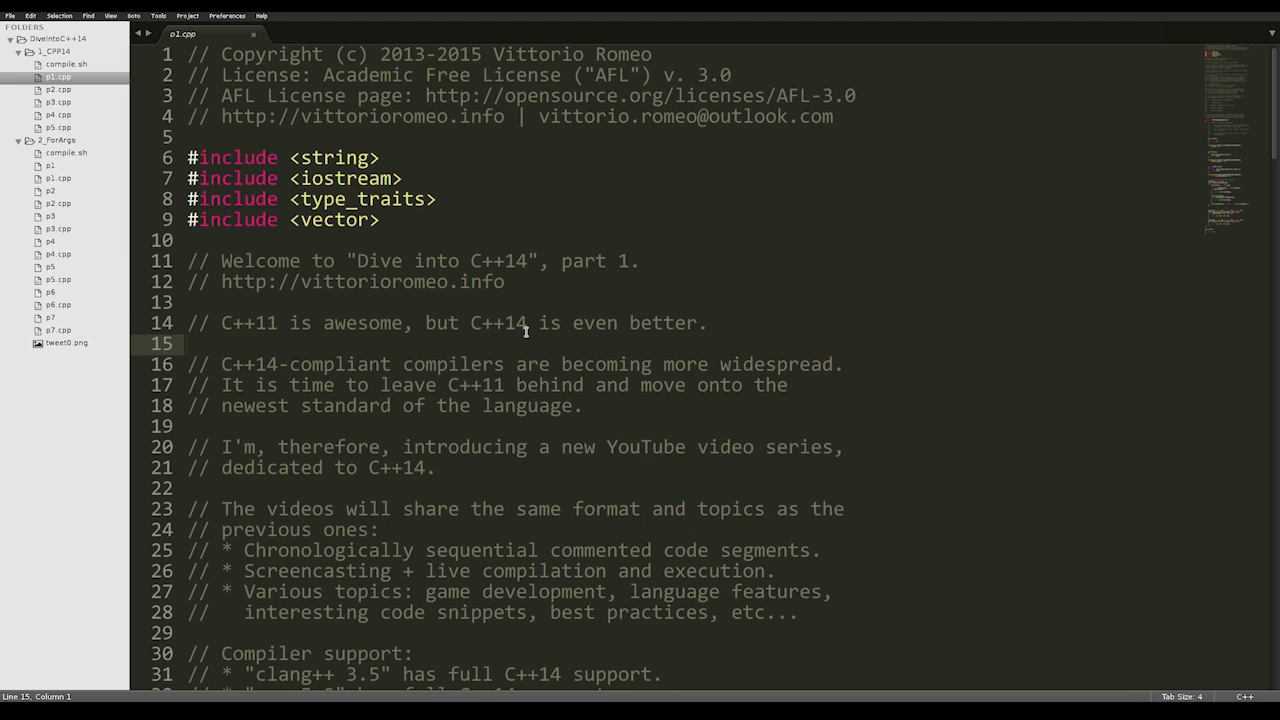 File Edit Selection Find View Goto Tools Project Preferences Help
FOLDERS
DiveIntoC++14
1_CPP14
compile.sh
p1.cpp
p2.cpp
p3.cpp
p4.cpp
p5.cpp
2_ForArgs
compile.sh
p1
p1.cpp
p2
p2.cpp
p3
p3.cpp
p4
p4.cpp
p5
p5.cpp
p6
p6.cpp
p7
p7.cpp
tweet0.png
p1.cpp
1 // Copyright (c) 2013-2015 Vittorio Romeo
2 // License: Academic Free License ("AFL") v. 3.0
3 // AFL License page: http://opensource.org/licenses/AFL-3.0
4 // http://vittorioromeo.info | vittorio.romeo@outlook.com
5
6 #include <string>
7 #include <iostream>
8 #include <type_traits>
9 #include <vector>
10
11 // Welcome to "Dive into C++14", part 1.
12 // http://vittorioromeo.info
13
14 // C++11 is awesome, but C++14 is even better.
15
16 // C++14-compliant compilers are becoming more widespread.
17 // It is time to leave C++11 behind and move onto the
18 // newest standard of the language.
19
20 // I'm, therefore, introducing a new YouTube video series,
21 // dedicated to C++14.
22
23 // The videos will share the same format and topics as the
24 // previous ones:
25 // * Chronologically sequential commented code segments.
26 // * Screencasting + live compilation and execution.
27 // * Various topics: game development, language features,
28 //   interesting code snippets, best practices, etc...
29
30 // Compiler support:
31 // * "clang++ 3.5" has full C++14 support.
Line 15, Column 1
Tab Size: 4
C++